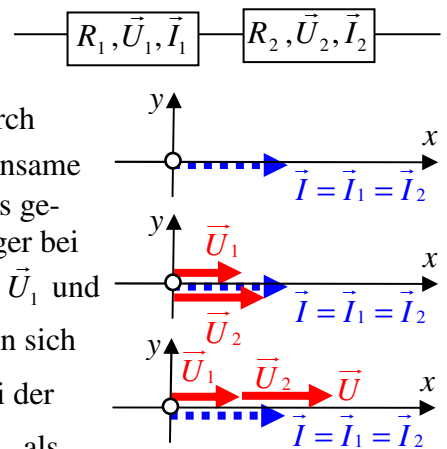 R₁, U⃗₁, I⃗₁ R₂, U⃗₂, I⃗₂
y
rch
x
nsame
I⃗ = I⃗₁ = I⃗₂
s ge-
y
ger bei
U⃗₁
x
U⃗₁ und
U⃗₂
I⃗ = I⃗₁ = I⃗₂
n sich
y
U⃗₁ U⃗₂ U⃗
x
i der
I⃗ = I⃗₁ = I⃗₂
als